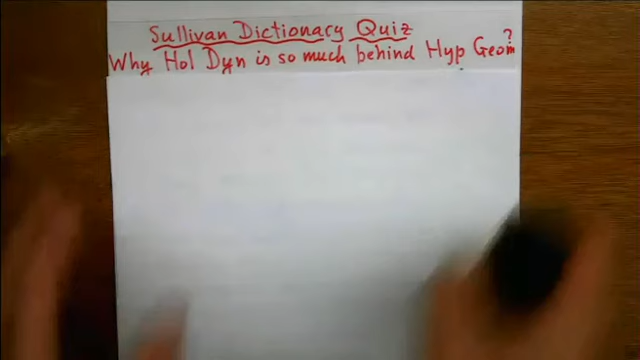 Sullivan Dictionary Quiz
Why Hol Dyn is so much behind Hyp Geom?